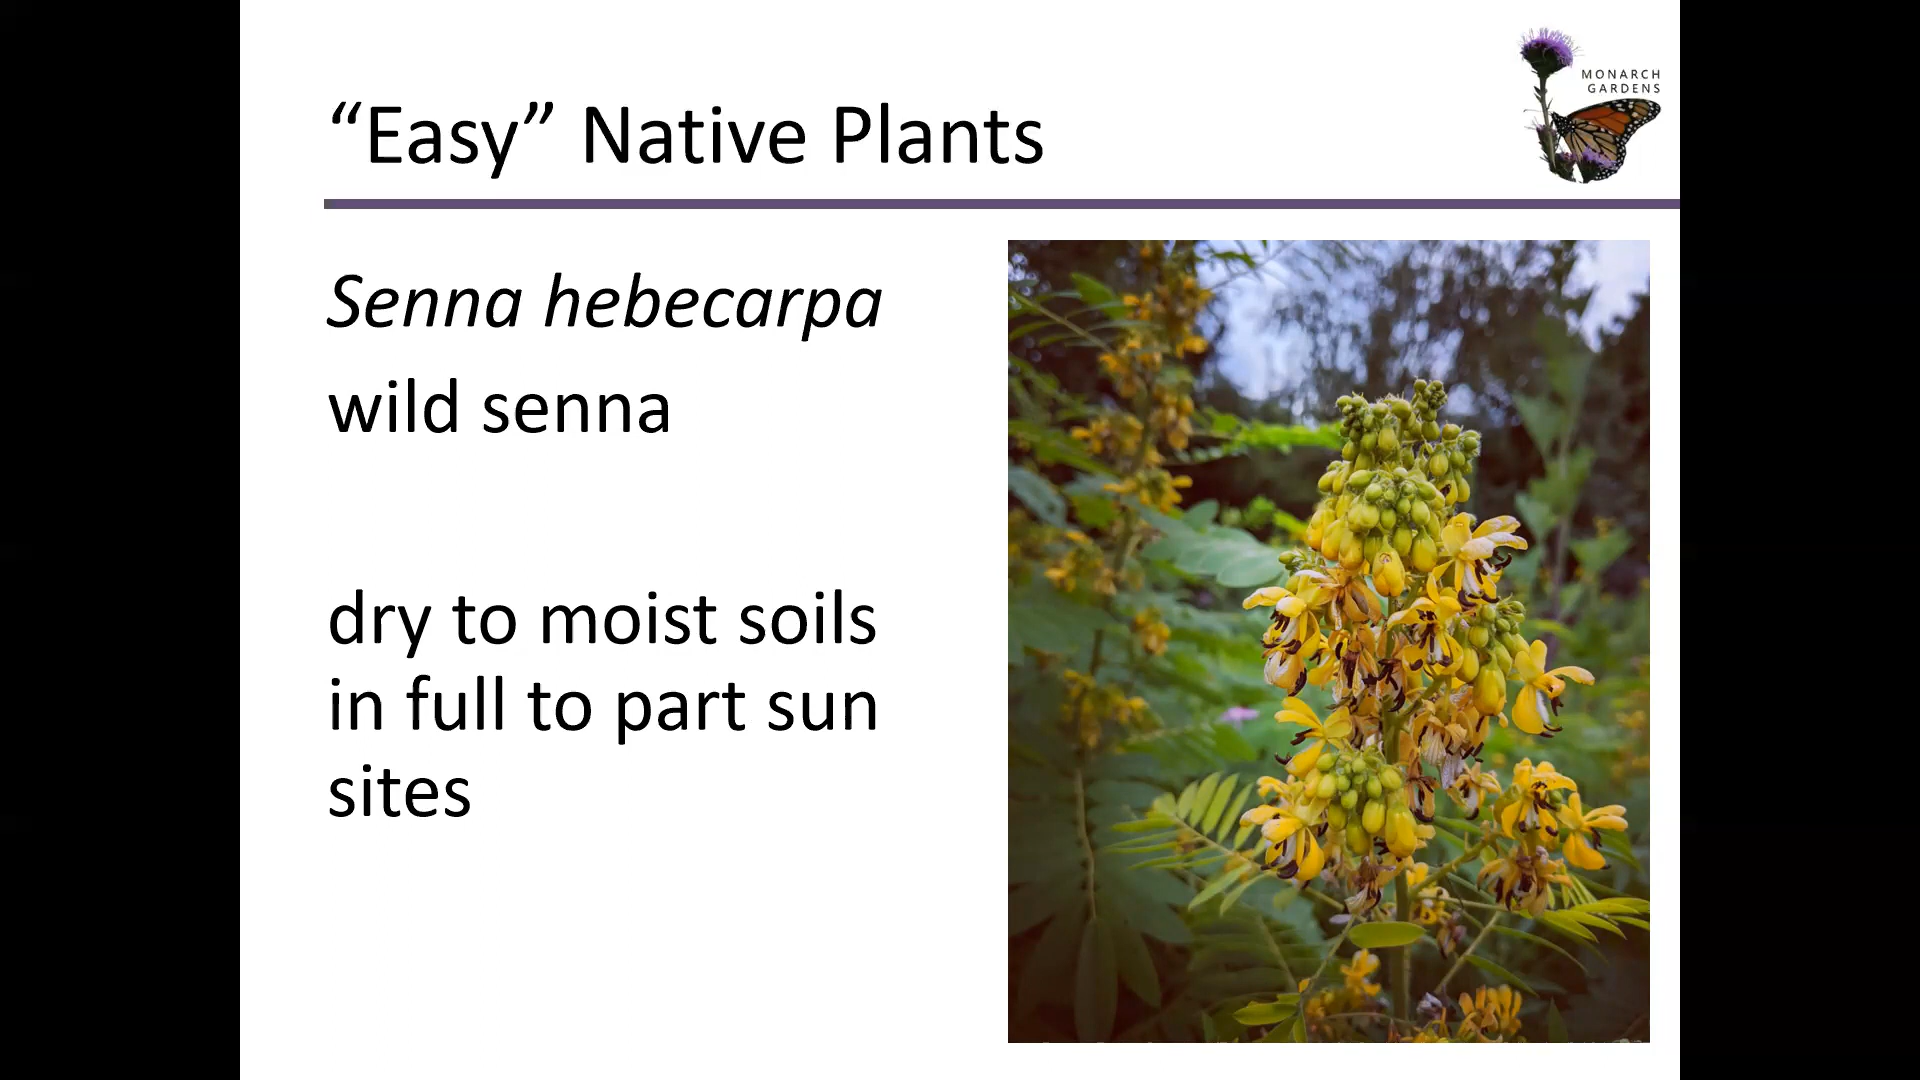 “Easy” Native Plants
MONARCH
GARDENS
Senna hebecarpa
wild senna
dry to moist soils
in full to part sun
sites